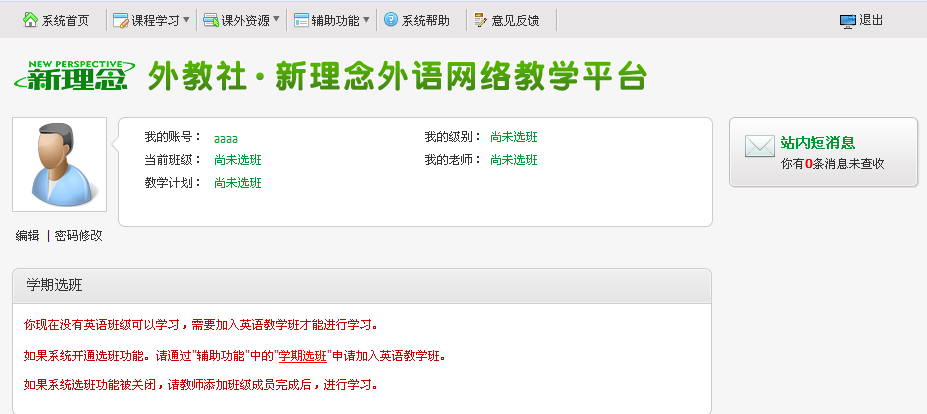 系统首页 课程学习 课外资源 辅助功能 系统帮助 意见反馈 退出
NEW PERSPECTIVE
新理念 外教社·新理念外语网络教学平台
我的账号： aaaa 我的级别： 尚未选班
当前班级： 尚未选班 我的老师： 尚未选班
教学计划： 尚未选班
站内短消息
你有0条消息未查收
编辑 | 密码修改
学期选班
你现在没有英语班级可以学习，需要加入英语教学班才能进行学习。
如果系统开通选班功能。请通过"辅助功能"中的"学期选班"申请加入英语教学班。
如果系统选班功能被关闭，请教师添加班级成员完成后，进行学习。